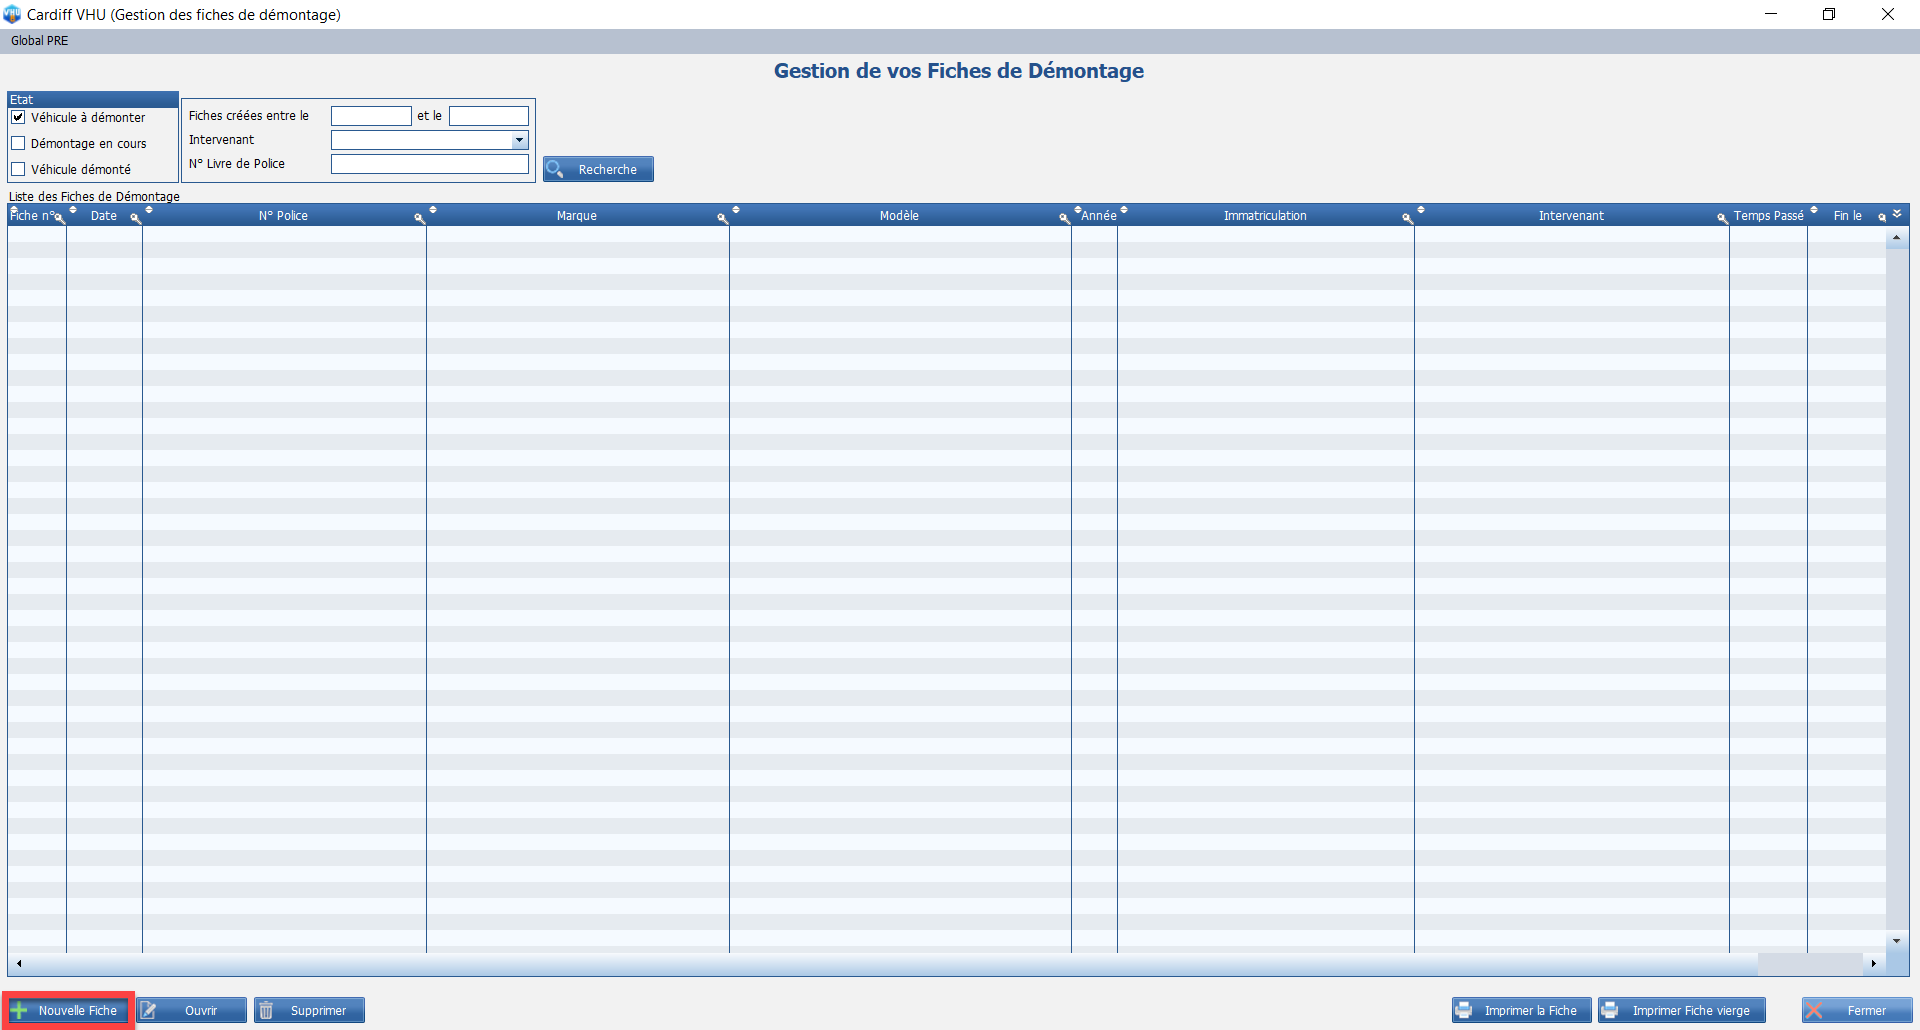 VHU Cardiff VHU (Gestion des fiches de démontage)
Global PRE
Gestion de vos Fiches de Démontage
Etat
Véhicule à démonter
Démontage en cours
Véhicule démonté
Fiches créées entre le et le
Intervenant
N° Livre de Police
Recherche
Liste des Fiches de Démontage
Fiche n° Date N° Police Marque Modèle Année Immatriculation Intervenant Temps Passé Fin le
Nouvelle Fiche Ouvrir Supprimer Imprimer la Fiche Imprimer Fiche vierge Fermer